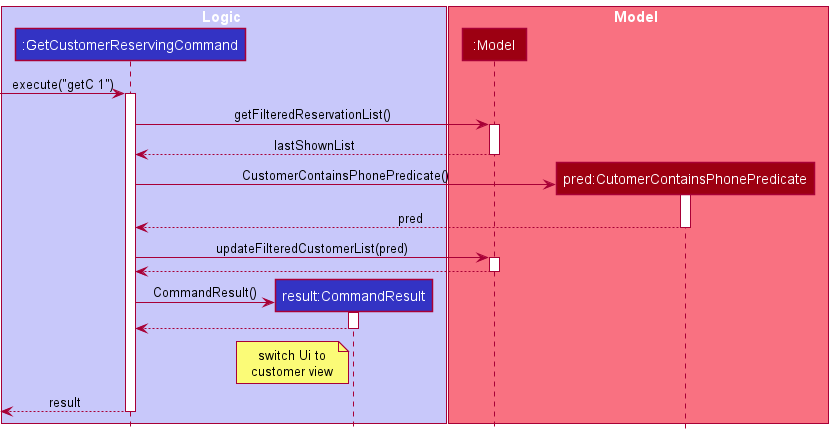 Logic
Model
:GetCustomerReservingCommand
:Model
execute("getC 1")
getFilteredReservationList()
lastShownList
CustomerContainsPhonePredicate()
pred:CutomerContainsPhonePredicate
pred
updateFilteredCustomerList(pred)
CommandResult()
result:CommandResult
switch Ui to
customer view
result